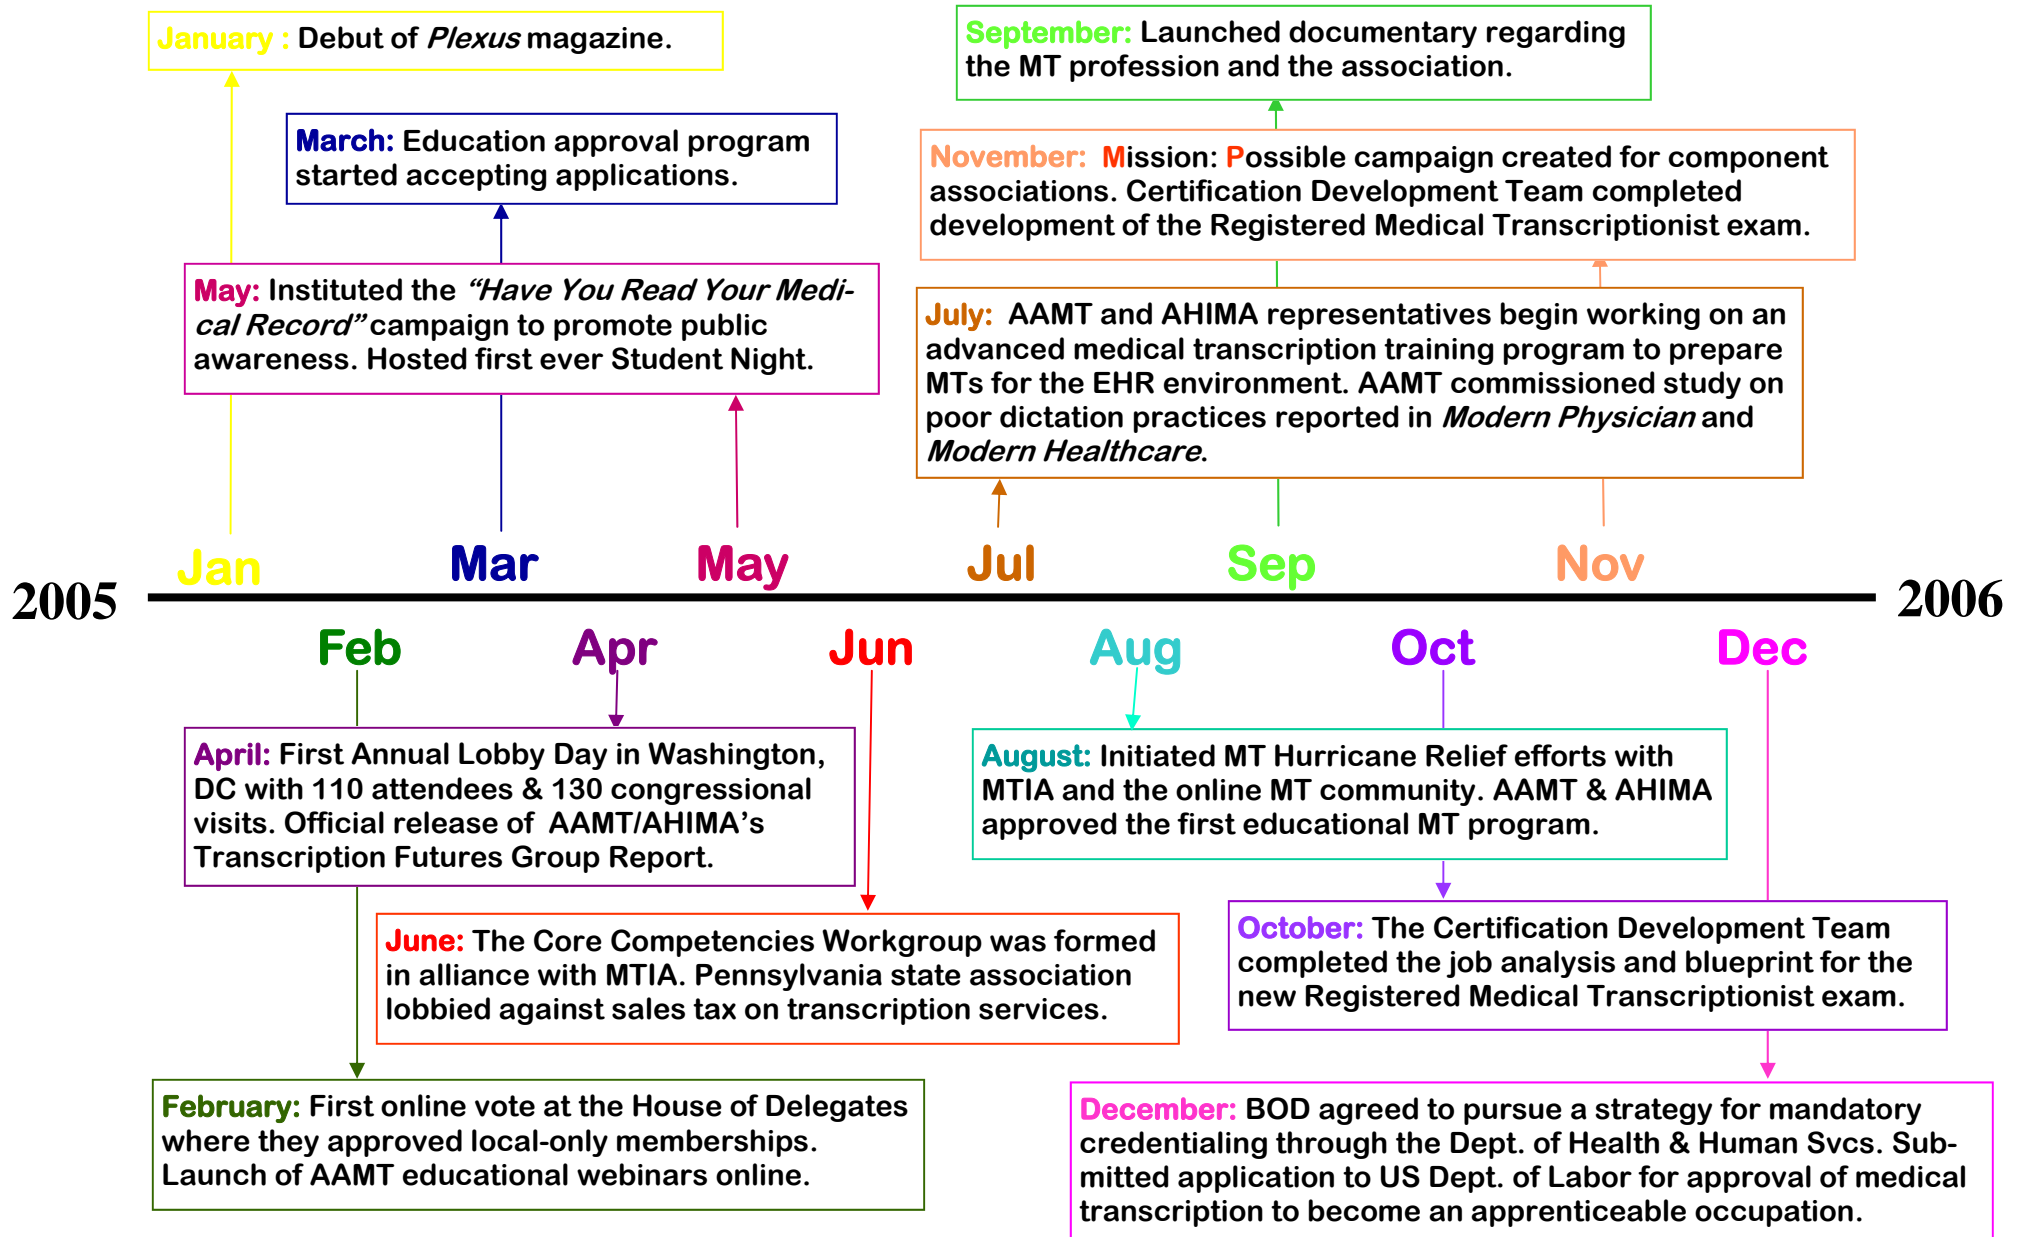 January : Debut of Plexus magazine.
September: Launched documentary regarding
the MT profession and the association.
March: Education approval program
started accepting applications.
November: Mission: Possible campaign created for component
associations. Certification Development Team completed
development of the Registered Medical Transcriptionist exam.
May: Instituted the “Have You Read Your Medi-
cal Record” campaign to promote public
awareness. Hosted first ever Student Night.
July: AAMT and AHIMA representatives begin working on an
advanced medical transcription training program to prepare
MTs for the EHR environment. AAMT commissioned study on
poor dictation practices reported in Modern Physician and
Modern Healthcare.
Jan Mar May Jul Sep Nov
2005 2006
Feb Apr Jun Aug Oct Dec
April: First Annual Lobby Day in Washington,
DC with 110 attendees & 130 congressional
visits. Official release of AAMT/AHIMA’s
Transcription Futures Group Report.
August: Initiated MT Hurricane Relief efforts with
MTIA and the online MT community. AAMT & AHIMA
approved the first educational MT program.
June: The Core Competencies Workgroup was formed
in alliance with MTIA. Pennsylvania state association
lobbied against sales tax on transcription services.
October: The Certification Development Team
completed the job analysis and blueprint for the
new Registered Medical Transcriptionist exam.
February: First online vote at the House of Delegates
where they approved local-only memberships.
Launch of AAMT educational webinars online.
December: BOD agreed to pursue a strategy for mandatory
credentialing through the Dept. of Health & Human Svcs. Sub-
mitted application to US Dept. of Labor for approval of medical
transcription to become an apprenticeable occupation.